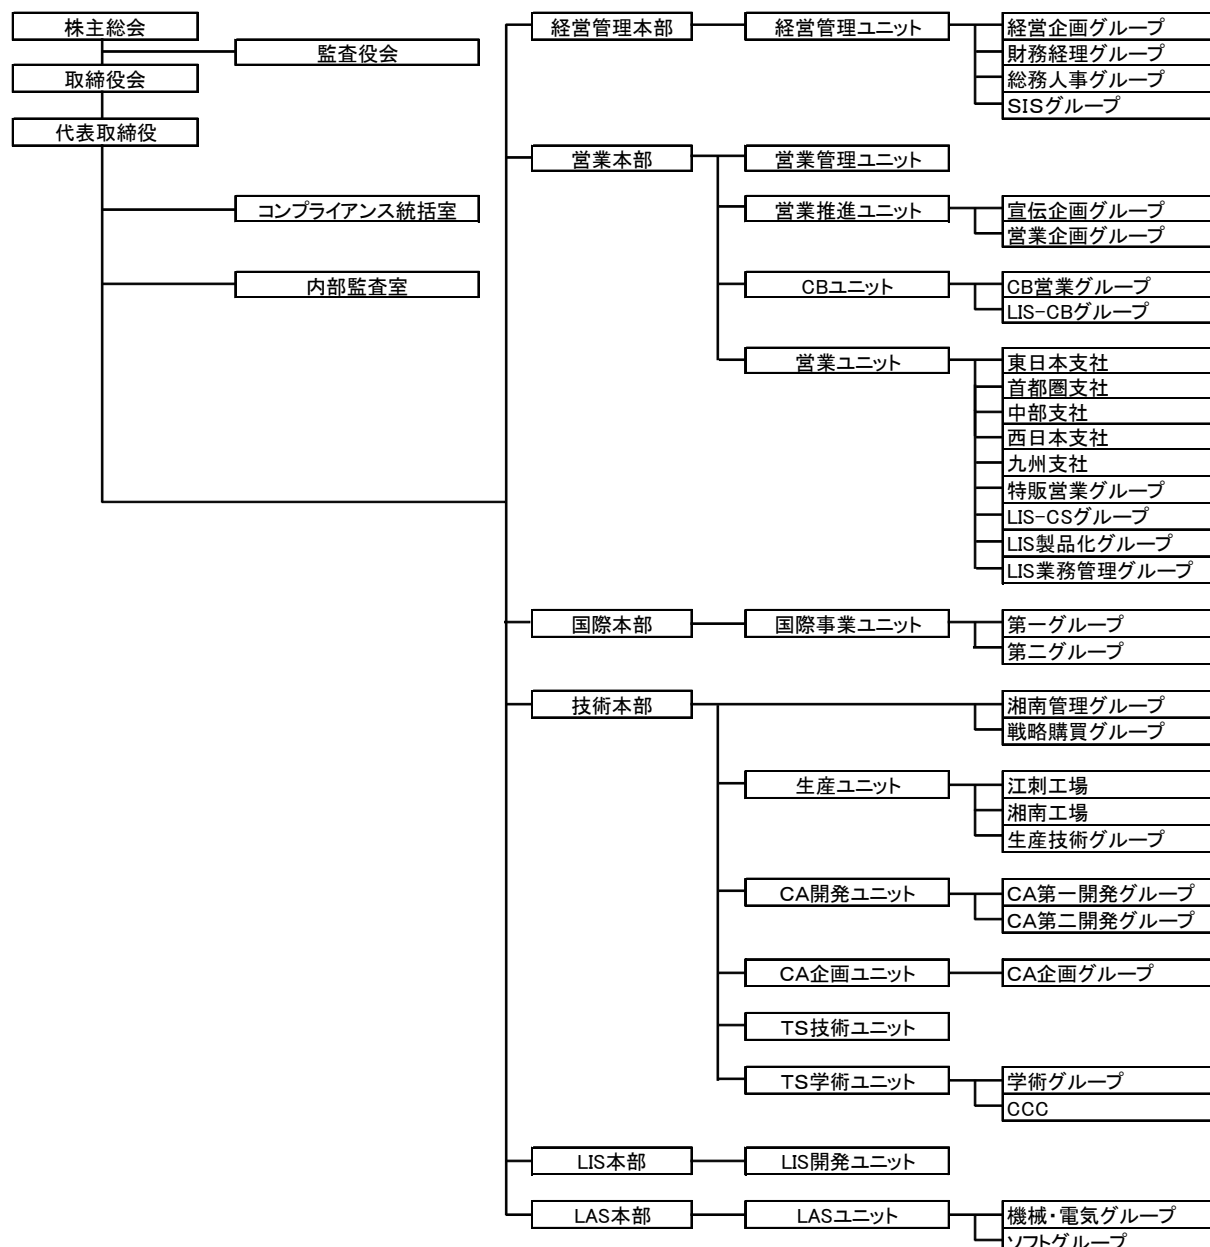 株主総会
監査役会
取締役会
代表取締役
コンプライアンス統括室
内部監査室
経営管理本部
経営管理ユニット
経営企画グループ
財務経理グループ
総務人事グループ
SISグループ
営業本部
営業管理ユニット
営業推進ユニット
宣伝企画グループ
営業企画グループ
CBユニット
CB営業グループ
LIS-CBグループ
営業ユニット
東日本支社
首都圏支社
中部支社
西日本支社
九州支社
特販営業グループ
LIS-CSグループ
LIS製品化グループ
LIS業務管理グループ
国際本部
国際事業ユニット
第一グループ
第二グループ
技術本部
湘南管理グループ
戦略購買グループ
生産ユニット
江刺工場
湘南工場
生産技術グループ
CA開発ユニット
CA第一開発グループ
CA第二開発グループ
CA企画ユニット
CA企画グループ
TS技術ユニット
TS学術ユニット
学術グループ
CCC
LIS本部
LIS開発ユニット
LAS本部
LASユニット
機械・電気グループ
ソフトグループ